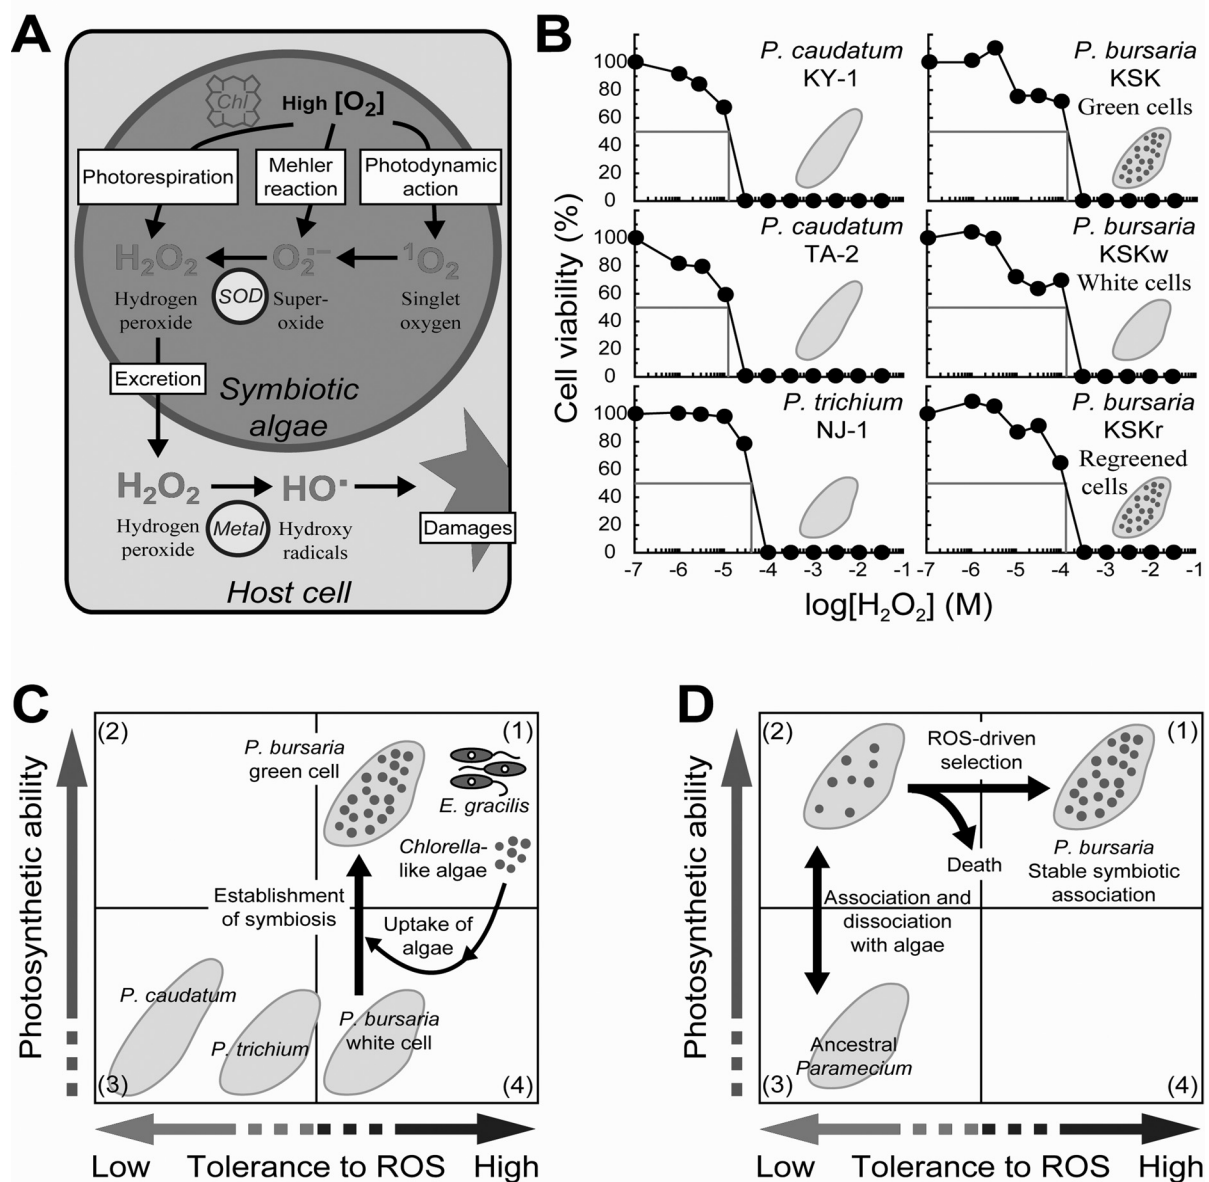 A
Chl
High [O₂]
Photorespiration
Mehler
reaction
Photodynamic
action
H₂O₂
O₂·−
¹O₂
Hydrogen
peroxide
SOD
Super-
oxide
Singlet
oxygen
Excretion
Symbiotic
algae
H₂O₂
HO·
Hydrogen
peroxide
Metal
Hydroxy
radicals
Damages
Host cell
B
Cell viability (%)
100
80
60
40
20
0
P. caudatum
KY-1
P. bursaria
KSK
Green cells
100
80
60
40
20
0
P. caudatum
TA-2
P. bursaria
KSKw
White cells
100
80
60
40
20
0
P. trichium
NJ-1
P. bursaria
KSKr
Regreened
cells
-7 -6 -5 -4 -3 -2 -1
-7 -6 -5 -4 -3 -2 -1
log[H₂O₂] (M)
C
Photosynthetic ability
(2)
(1)
P. bursaria
green cell
E. gracilis
Chlorella-
like algae
Establishment
of symbiosis
Uptake of
algae
P. caudatum
P. trichium
P. bursaria
white cell
(3)
(4)
Low Tolerance to ROS High
D
Photosynthetic ability
(2)
(1)
ROS-driven
selection
Death
P. bursaria
Stable symbiotic
association
Association and
dissociation
with algae
Ancestral
Paramecium
(3)
(4)
Low Tolerance to ROS High